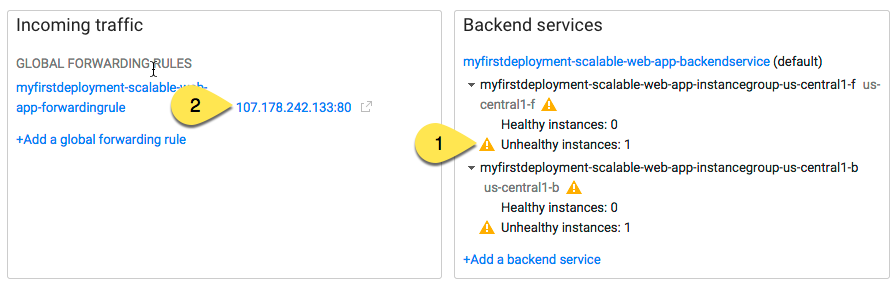 Incoming traffic
GLOBAL FORWARDING RULES
myfirstdeployment-scalable-web-
app-forwardingrule
2
107.178.242.133:80
+Add a global forwarding rule
Backend services
myfirstdeployment-scalable-web-app-backendservice (default)
myfirstdeployment-scalable-web-app-instancegroup-us-central1-f us-
central1-f
Healthy instances: 0
1
Unhealthy instances: 1
myfirstdeployment-scalable-web-app-instancegroup-us-central1-b
us-central1-b
Healthy instances: 0
Unhealthy instances: 1
+Add a backend service